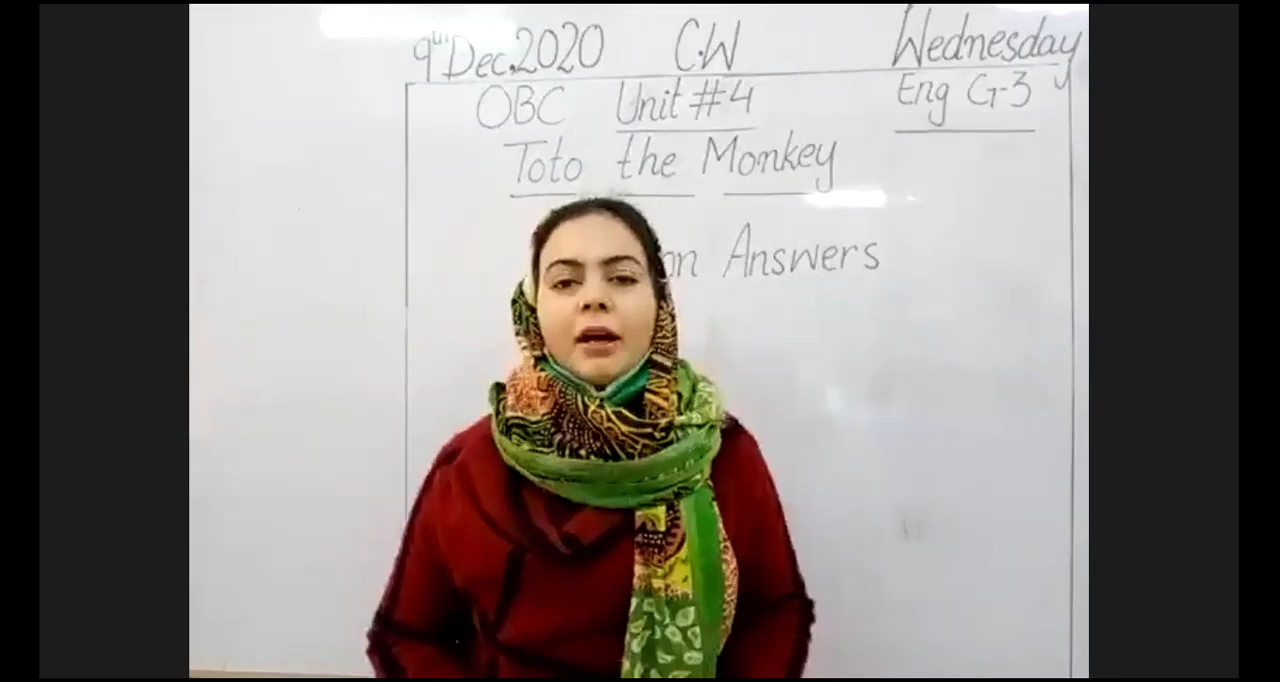 9th Dec. 2020 C.W Wednesday
OBC Unit #4 Eng G-3
Toto the Monkey
Answers